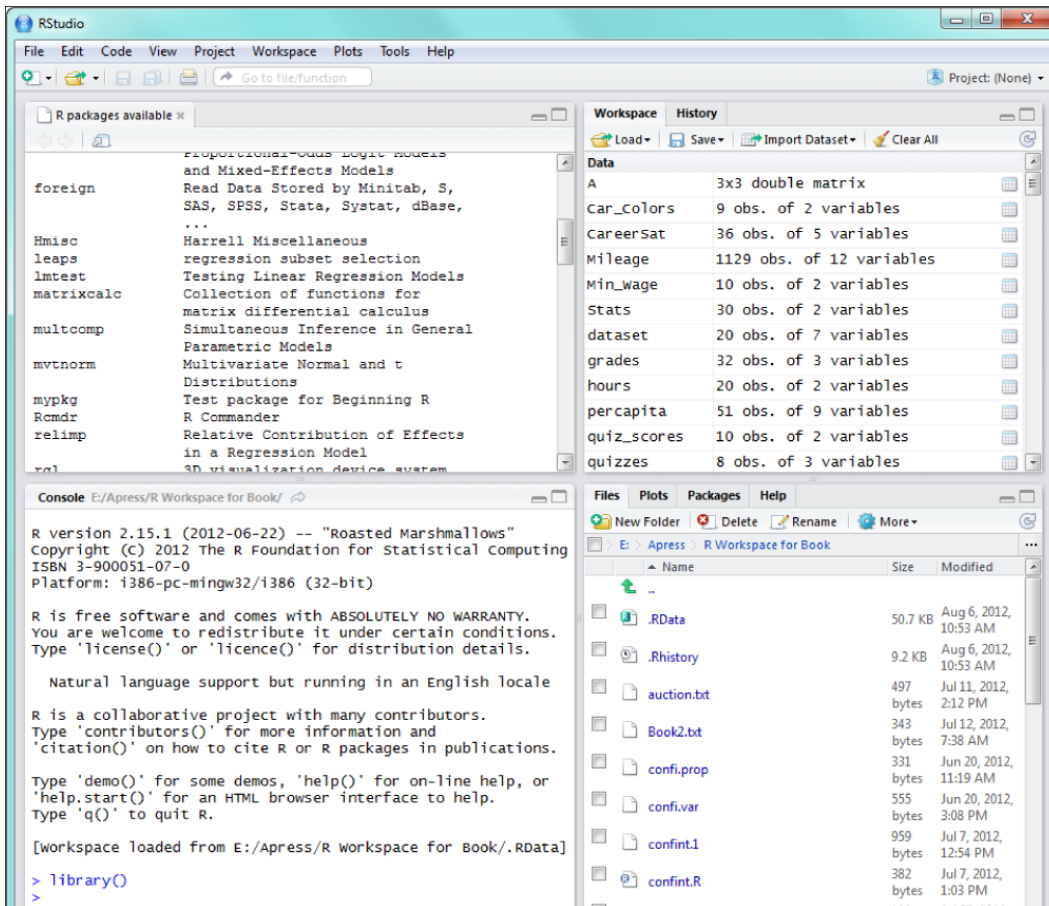 RStudio
File Edit Code View Project Workspace Plots Tools Help
Go to file/function
Project: (None)
R packages available
Proportional-Odds Logit Models
and Mixed-Effects Models
foreign Read Data Stored by Minitab, S,
SAS, SPSS, Stata, Systat, dBase,
...
Hmisc Harrell Miscellaneous
leaps regression subset selection
lmtest Testing Linear Regression Models
matrixcalc Collection of functions for
matrix differential calculus
multcomp Simultaneous Inference in General
Parametric Models
mvtnorm Multivariate Normal and t
Distributions
mypkg Test package for Beginning R
Rcmdr R Commander
relimp Relative Contribution of Effects
in a Regression Model
rgl 3D visualization device system
Workspace History
Load Save Import Dataset Clear All
Data
A 3x3 double matrix
Car_Colors 9 obs. of 2 variables
CareerSat 36 obs. of 5 variables
Mileage 1129 obs. of 12 variables
Min_Wage 10 obs. of 2 variables
Stats 30 obs. of 2 variables
dataset 20 obs. of 7 variables
grades 32 obs. of 3 variables
hours 20 obs. of 2 variables
percapita 51 obs. of 9 variables
quiz_scores 10 obs. of 2 variables
quizzes 8 obs. of 3 variables
Console E:/Apress/R Workspace for Book/
R version 2.15.1 (2012-06-22) -- "Roasted Marshmallows"
Copyright (C) 2012 The R Foundation for Statistical Computing
ISBN 3-900051-07-0
Platform: i386-pc-mingw32/i386 (32-bit)
R is free software and comes with ABSOLUTELY NO WARRANTY.
You are welcome to redistribute it under certain conditions.
Type 'license()' or 'licence()' for distribution details.
Natural language support but running in an English locale
R is a collaborative project with many contributors.
Type 'contributors()' for more information and
'citation()' on how to cite R or R packages in publications.
Type 'demo()' for some demos, 'help()' for on-line help, or
'help.start()' for an HTML browser interface to help.
Type 'q()' to quit R.
[Workspace loaded from E:/Apress/R Workspace for Book/.RData]
> library()
>
Files Plots Packages Help
New Folder Delete Rename More
E: Apress R Workspace for Book ...
Name Size Modified
..
.RData 50.7 KB Aug 6, 2012,
10:53 AM
.Rhistory 9.2 KB Aug 6, 2012,
10:53 AM
auction.txt 497 bytes Jul 11, 2012,
2:12 PM
Book2.txt 343 bytes Jul 12, 2012,
7:38 AM
confi.prop 331 bytes Jun 20, 2012,
11:19 AM
confi.var 555 bytes Jun 20, 2012,
3:08 PM
confint.1 959 bytes Jul 7, 2012,
12:54 PM
confint.R 382 bytes Jul 7, 2012,
1:03 PM